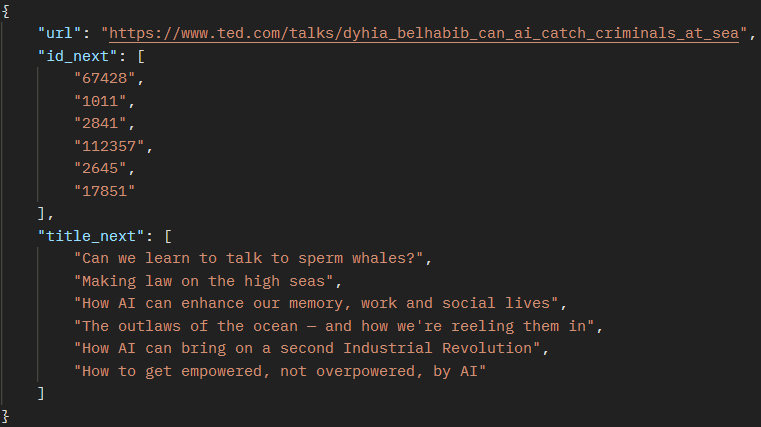 {
"url": "https://www.ted.com/talks/dyhia_belhabib_can_ai_catch_criminals_at_sea",
"id_next": [
"67428",
"1011",
"2841",
"112357",
"2645",
"17851"
],
"title_next": [
"Can we learn to talk to sperm whales?",
"Making law on the high seas",
"How AI can enhance our memory, work and social lives",
"The outlaws of the ocean — and how we're reeling them in",
"How AI can bring on a second Industrial Revolution",
"How to get empowered, not overpowered, by AI"
]
}